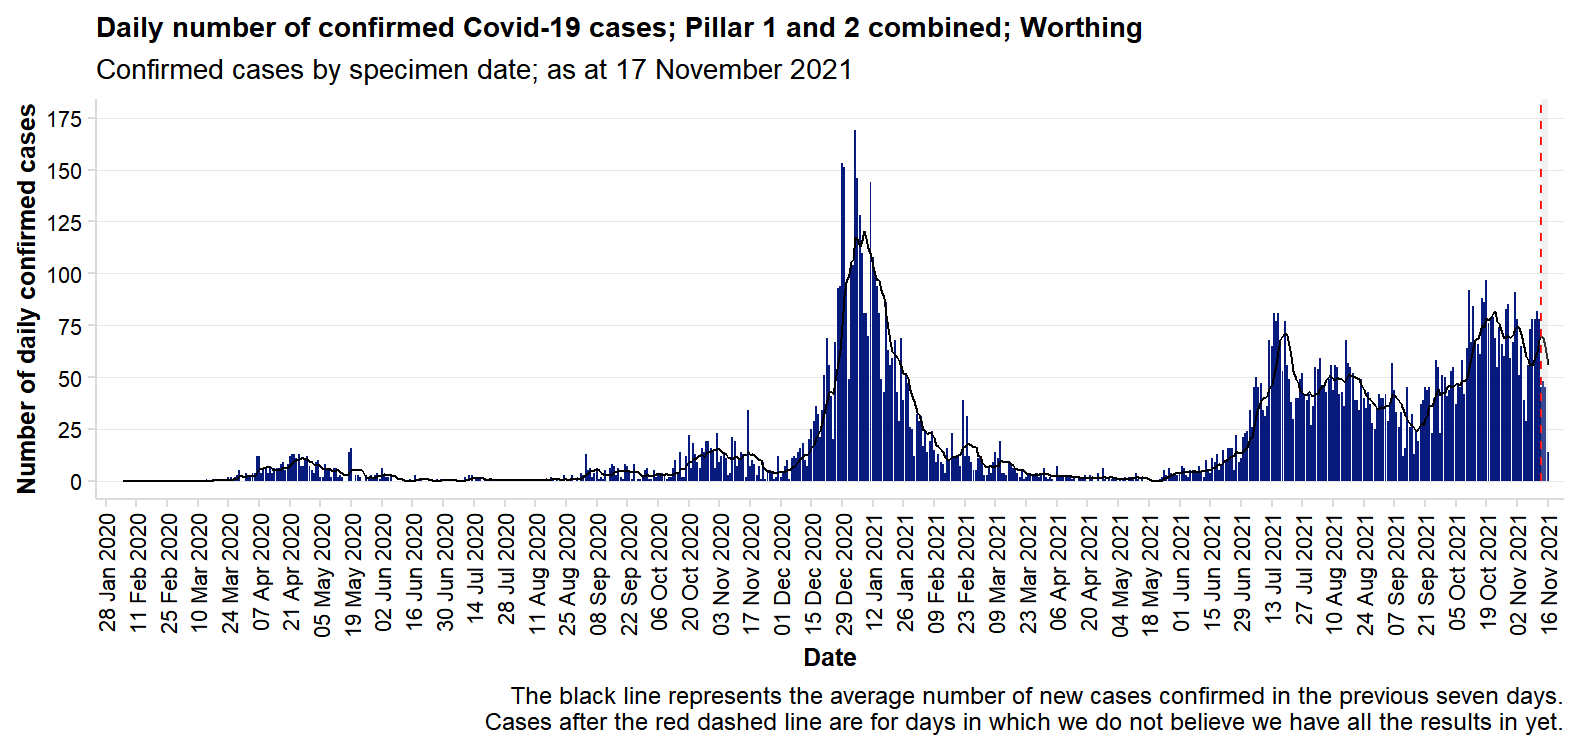 Daily number of confirmed Covid-19 cases; Pillar 1 and 2 combined; Worthing
Confirmed cases by specimen date; as at 17 November 2021
Number of daily confirmed cases
175
150
125
100
75
50
25
0
28 Jan 2020
11 Feb 2020
25 Feb 2020
10 Mar 2020
24 Mar 2020
07 Apr 2020
21 Apr 2020
05 May 2020
19 May 2020
02 Jun 2020
16 Jun 2020
30 Jun 2020
14 Jul 2020
28 Jul 2020
11 Aug 2020
25 Aug 2020
08 Sep 2020
22 Sep 2020
06 Oct 2020
20 Oct 2020
03 Nov 2020
17 Nov 2020
01 Dec 2020
15 Dec 2020
29 Dec 2020
12 Jan 2021
26 Jan 2021
09 Feb 2021
23 Feb 2021
09 Mar 2021
23 Mar 2021
06 Apr 2021
20 Apr 2021
04 May 2021
18 May 2021
01 Jun 2021
15 Jun 2021
29 Jun 2021
13 Jul 2021
27 Jul 2021
10 Aug 2021
24 Aug 2021
07 Sep 2021
21 Sep 2021
05 Oct 2021
19 Oct 2021
02 Nov 2021
16 Nov 2021
Date
The black line represents the average number of new cases confirmed in the previous seven days.
Cases after the red dashed line are for days in which we do not believe we have all the results in yet.